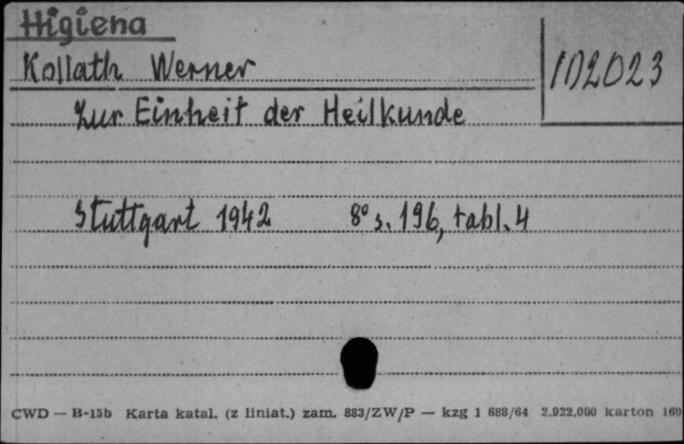 Higiena
Kollath Werner
102023
Zur Einheit der Heilkunde
Stuttgart 1942 8° s. 196, tabl. 4
CWD — B-15b Karta katal. (z liniat.) zam. 883/ZW/P — kzg 1 688/64 2.922.000 karton 160